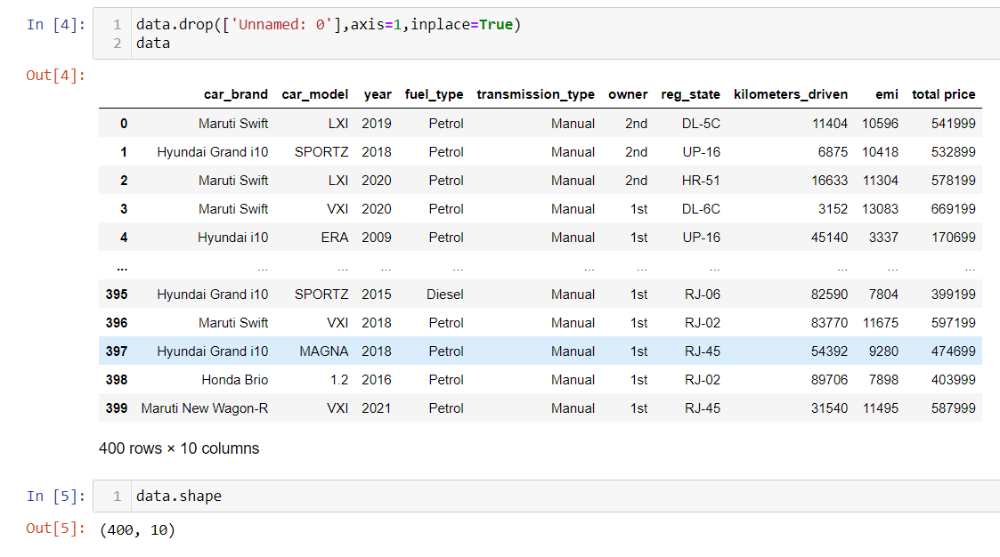 In [4]: 1 data.drop(['Unnamed: 0'],axis=1,inplace=True)
2 data
Out[4]:
car_brand car_model year fuel_type transmission_type owner reg_state kilometers_driven emi total price
0 Maruti Swift LXI 2019 Petrol Manual 2nd DL-5C 11404 10596 541999
1 Hyundai Grand i10 SPORTZ 2018 Petrol Manual 2nd UP-16 6875 10418 532899
2 Maruti Swift LXI 2020 Petrol Manual 2nd HR-51 16633 11304 578199
3 Maruti Swift VXI 2020 Petrol Manual 1st DL-6C 3152 13083 669199
4 Hyundai i10 ERA 2009 Petrol Manual 1st UP-16 45140 3337 170699
... ... ... ... ... ... ... ... ... ... ...
395 Hyundai Grand i10 SPORTZ 2015 Diesel Manual 1st RJ-06 82590 7804 399199
396 Maruti Swift VXI 2018 Petrol Manual 1st RJ-02 83770 11675 597199
397 Hyundai Grand i10 MAGNA 2018 Petrol Manual 1st RJ-45 54392 9280 474699
398 Honda Brio 1.2 2016 Petrol Manual 1st RJ-02 89706 7898 403999
399 Maruti New Wagon-R VXI 2021 Petrol Manual 1st RJ-45 31540 11495 587999
400 rows × 10 columns
In [5]: 1 data.shape
Out[5]: (400, 10)